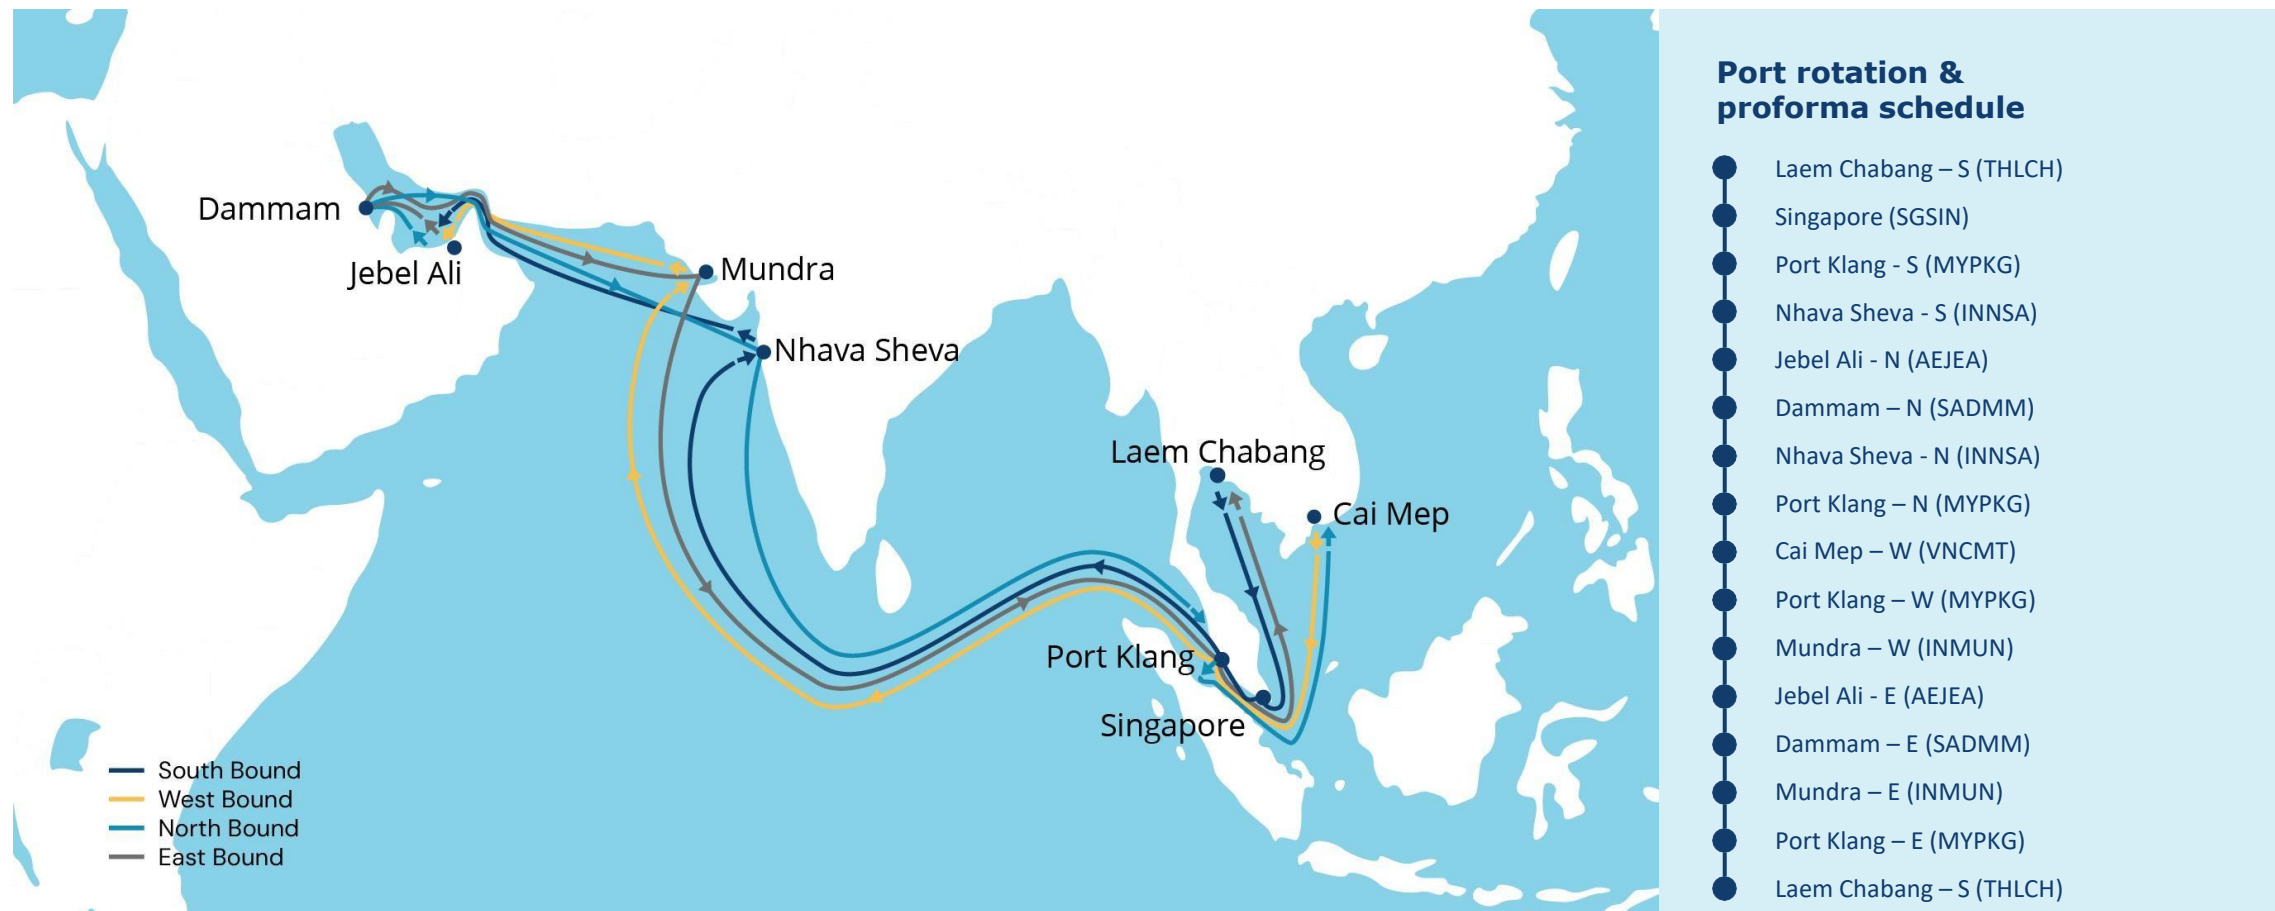 Dammam
Jebel Ali
Mundra
Nhava Sheva
Laem Chabang
Cai Mep
Port Klang
Singapore
South Bound
West Bound
North Bound
East Bound
Port rotation &
proforma schedule
Laem Chabang – S (THLCH)
Singapore (SGSIN)
Port Klang - S (MYPKG)
Nhava Sheva - S (INNSA)
Jebel Ali - N (AEJEA)
Dammam – N (SADMM)
Nhava Sheva - N (INNSA)
Port Klang – N (MYPKG)
Cai Mep – W (VNCMT)
Port Klang – W (MYPKG)
Mundra – W (INMUN)
Jebel Ali - E (AEJEA)
Dammam – E (SADMM)
Mundra – E (INMUN)
Port Klang – E (MYPKG)
Laem Chabang – S (THLCH)